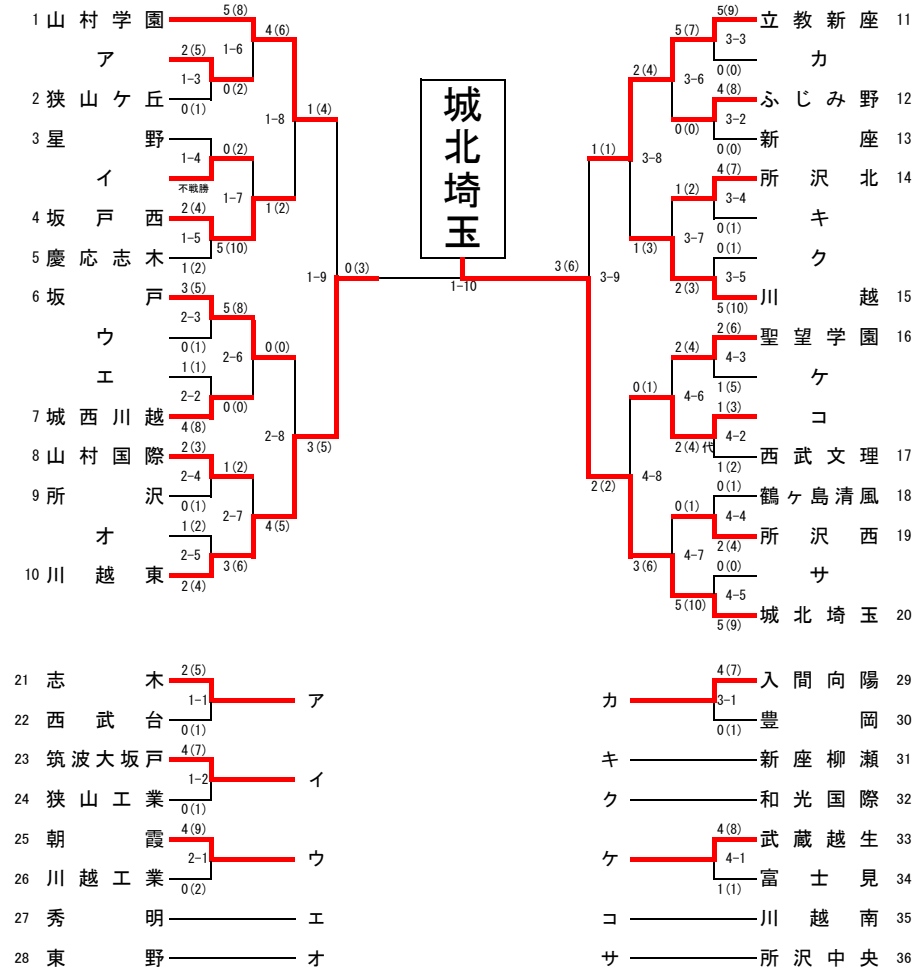 城北埼玉
1 山村学園 5(8)
ア 2(5)
1-3
1-6
2 狭山ケ丘 0(1)
0(2)
4(6)
3 星野
1-4
イ 不戦勝
0(2)
1-7
1-8
4 坂戸西 2(4)
1-5
5 慶応志木 1(2)
5(10)
1(2)
1(4)
6 坂戸 3(5)
2-3
ウ 0(1)
5(8)
2-6
エ 1(1)
2-2
7 城西川越 4(8)
0(0)
0(0)
2-8
8 山村国際 2(3)
2-4
9 所沢 0(1)
1(2)
2-7
オ 1(2)
2-5
10 川越東 2(4)
3(6)
4(5)
3(5)
1-9
0(3)
1-10
3(6)
立教新座 11
5(9)
3-3
カ
0(0)
5(7)
3-6
ふじみ野 12
4(8)
3-2
新座 13
0(0)
0(0)
2(4)
3-8
所沢北 14
4(7)
3-4
キ
0(1)
1(2)
3-7
ク
0(1)
3-5
川越 15
5(10)
2(3)
1(3)
1(1)
3-9
聖望学園 16
2(6)
4-3
ケ
1(5)
2(4)
4-6
コ
1(3)
4-2
西武文理 17
1(2)
2(4)代
0(1)
4-8
鶴ヶ島清風 18
0(1)
4-4
所沢西 19
2(4)
0(1)
4-7
サ
0(0)
4-5
城北埼玉 20
5(9)
5(10)
3(6)
2(2)
21 志木 2(5)
1-1 ア
22 西武台 0(1)
23 筑波大坂戸 4(7)
1-2 イ
24 狭山工業 0(1)
25 朝霞 4(9)
2-1 ウ
26 川越工業 0(2)
27 秀明 エ
28 東野 オ
4(7) 入間向陽 29
カ 3-1
0(1) 豊岡 30
キ 新座柳瀬 31
ク 和光国際 32
4(8) 武蔵越生 33
ケ 4-1
1(1) 富士見 34
コ 川越南 35
サ 所沢中央 36